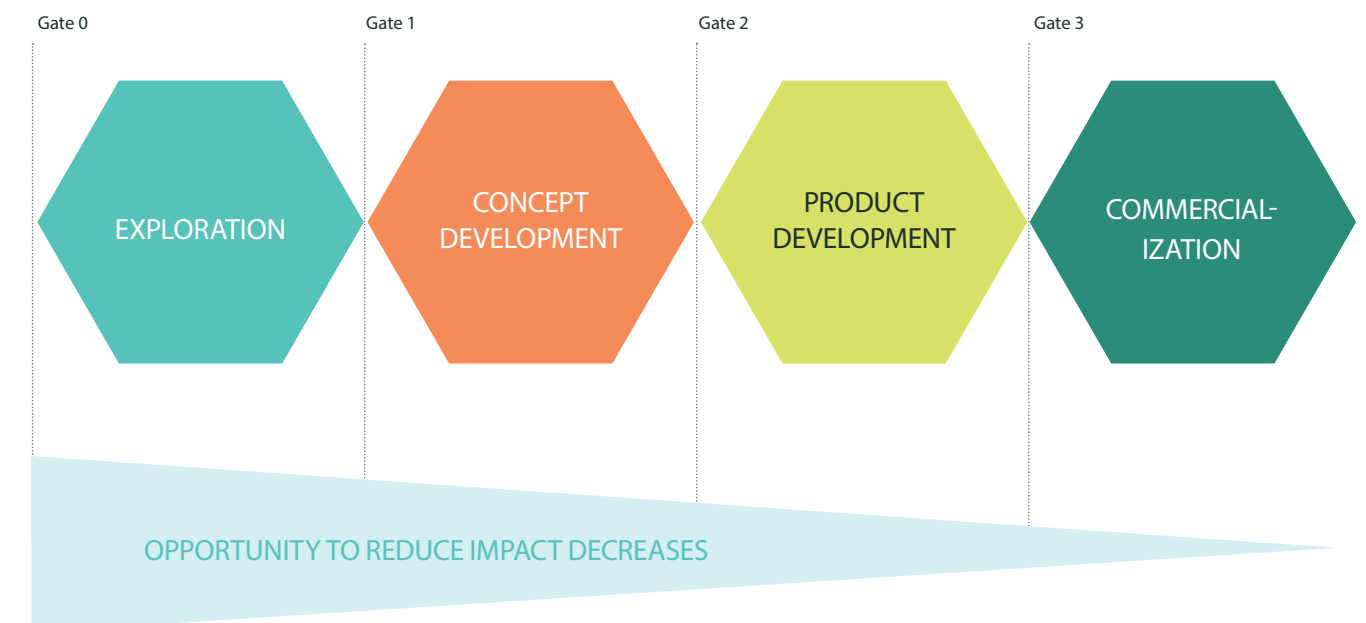 Gate 0
Gate 1
Gate 2
Gate 3
EXPLORATION
CONCEPT
DEVELOPMENT
PRODUCT
DEVELOPMENT
COMMERCIAL-
IZATION
OPPORTUNITY TO REDUCE IMPACT DECREASES